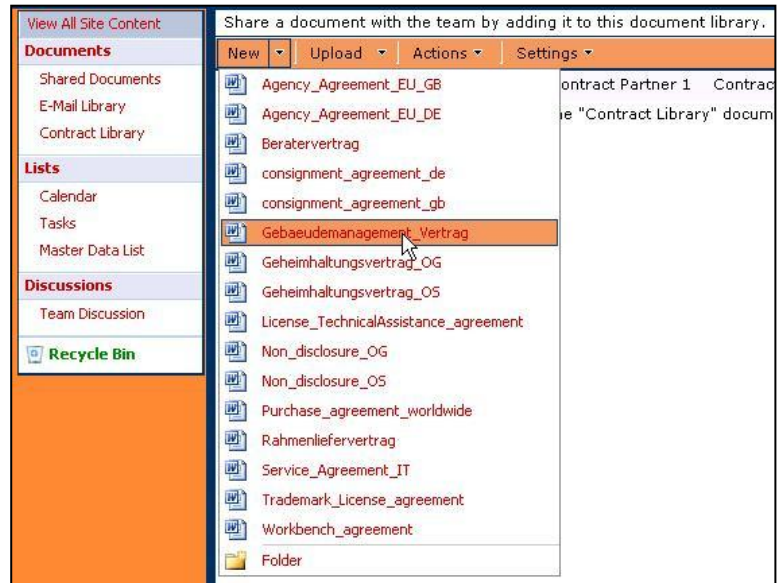 View All Site Content
Documents
Shared Documents
E-Mail Library
Contract Library
Lists
Calendar
Tasks
Master Data List
Discussions
Team Discussion
Recycle Bin
Share a document with the team by adding it to this document library.
New Upload Actions Settings
Agency_Agreement_EU_GB
ontract Partner 1 Contrac
Agency_Agreement_EU_DE
e "Contract Library" docum
Beratervertrag
consignment_agreement_de
consignment_agreement_gb
Gebaeudemanagement_Vertrag
Geheimhaltungsvertrag_OG
Geheimhaltungsvertrag_OS
License_TechnicalAssistance_agreement
Non_disclosure_OG
Non_disclosure_OS
Purchase_agreement_worldwide
Rahmenliefervertrag
Service_Agreement_IT
Trademark_License_agreement
Workbench_agreement
Folder